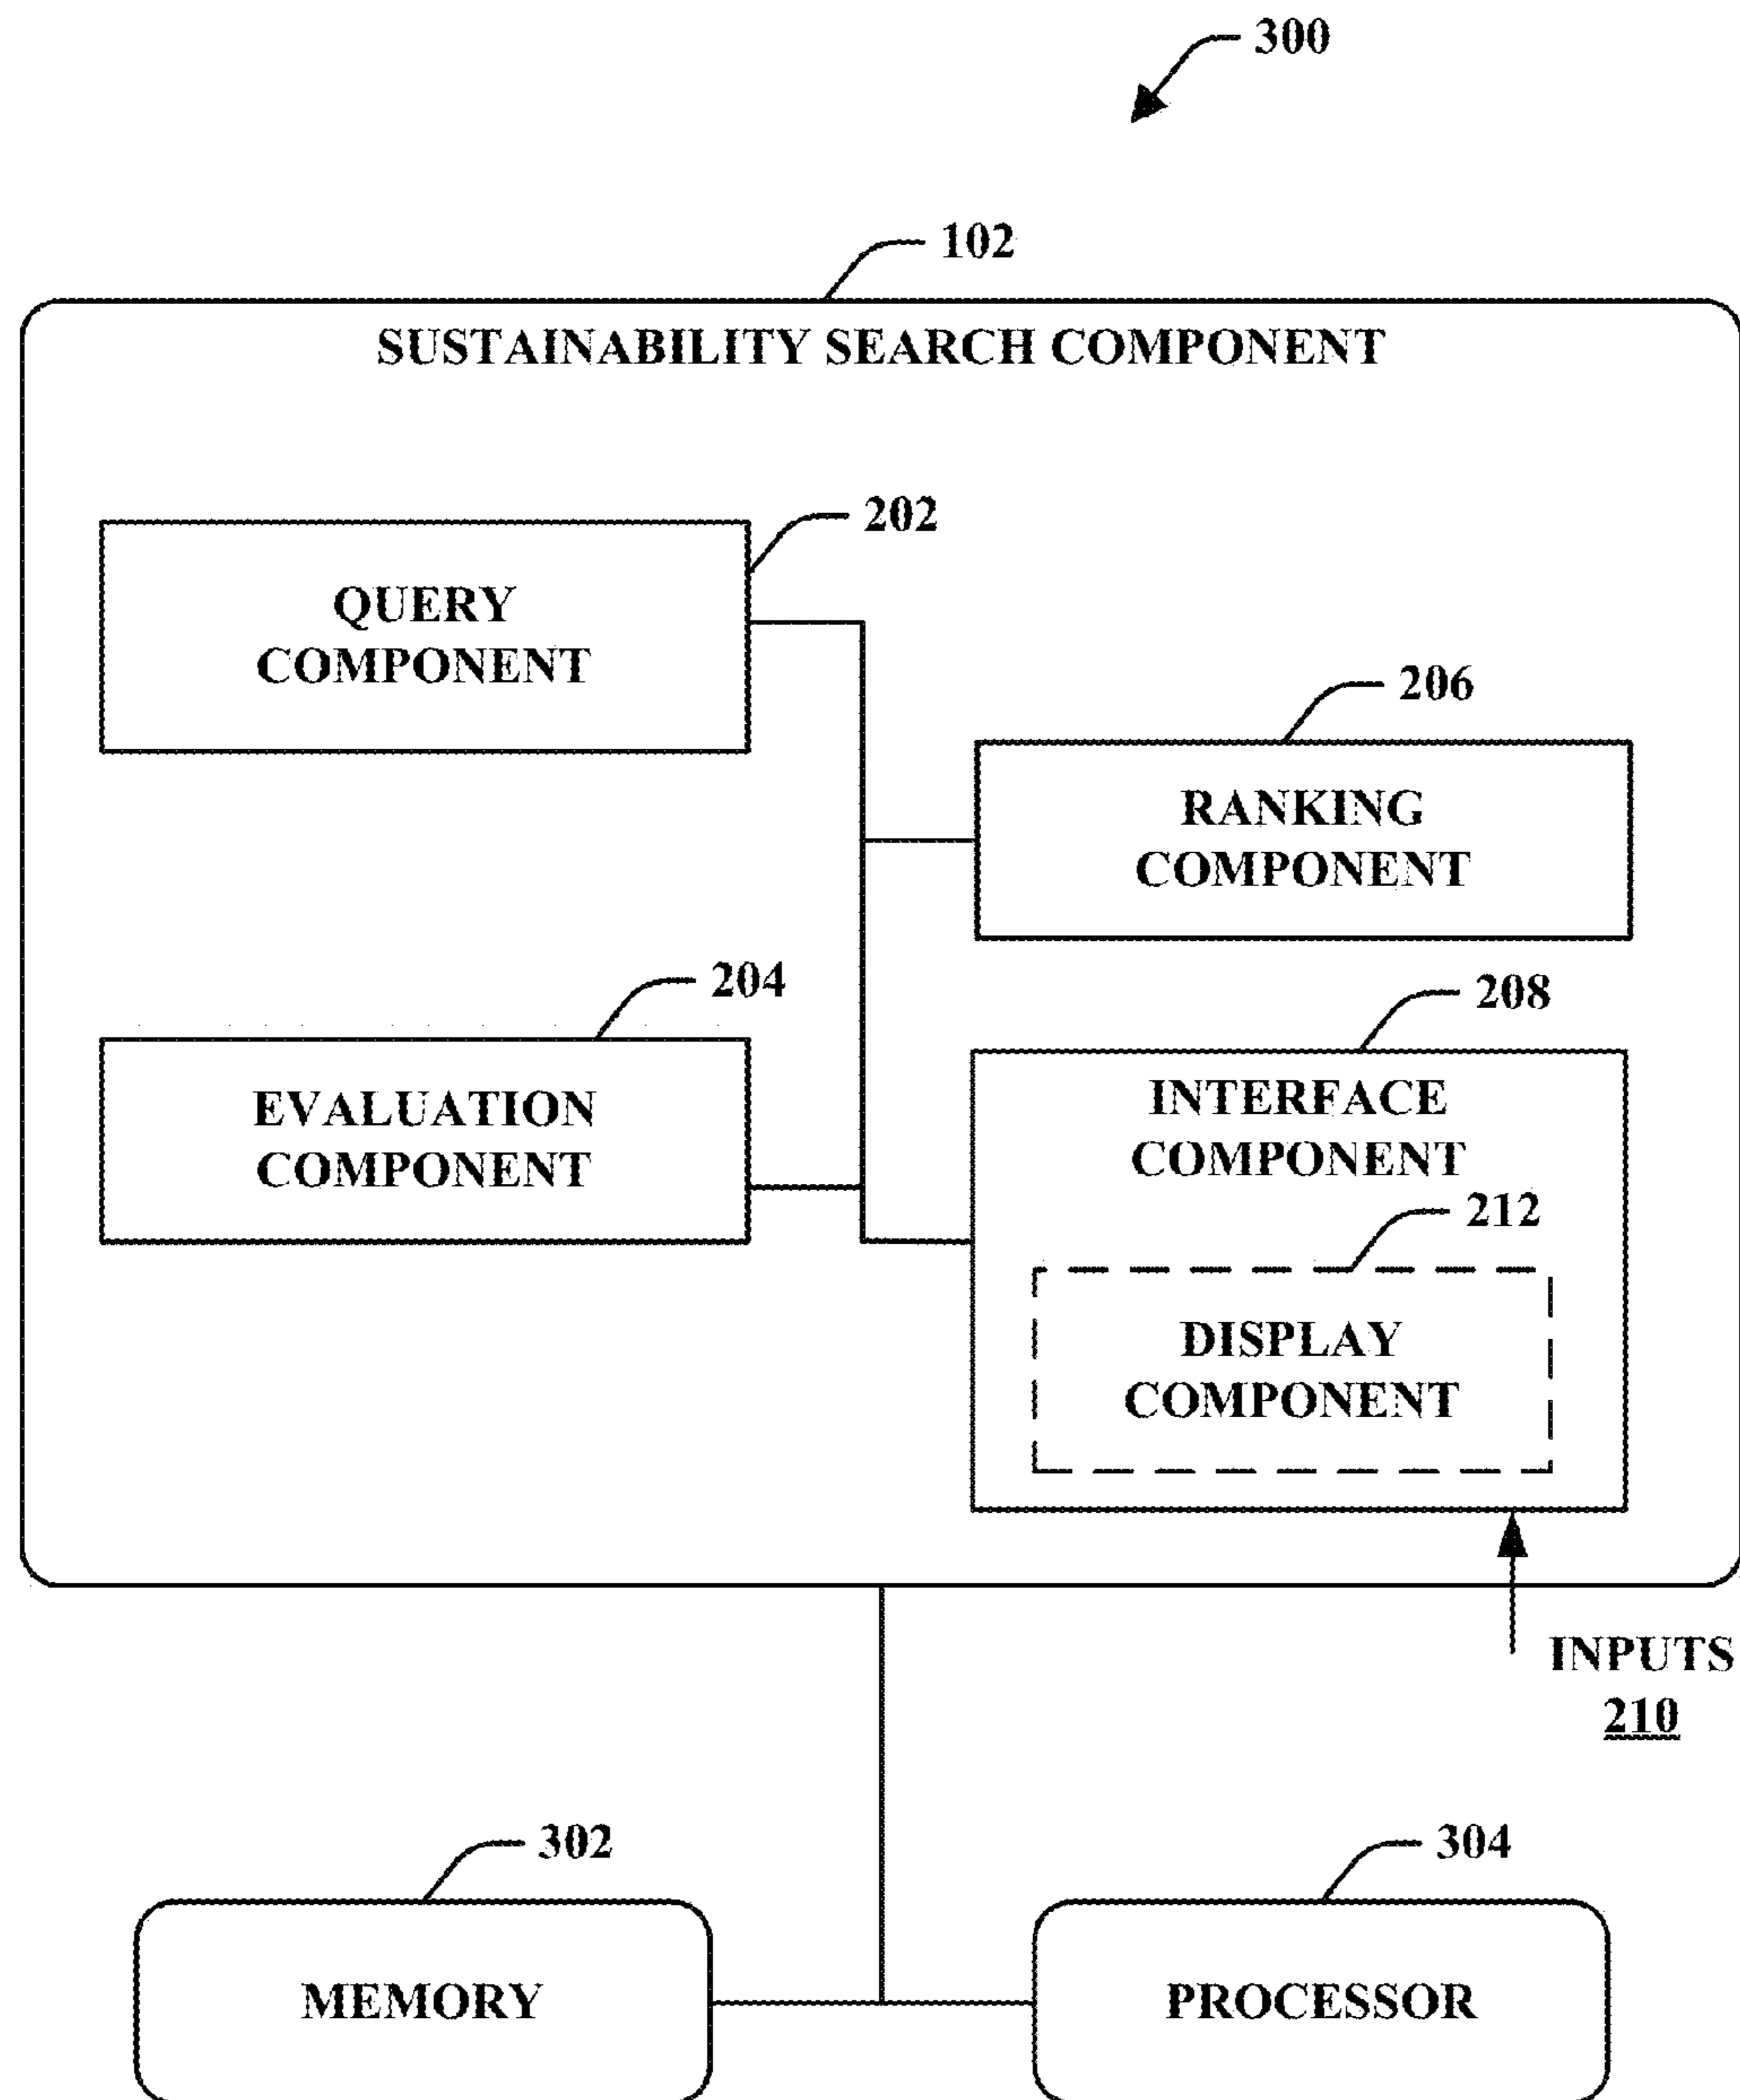 300
102
SUSTAINABILITY SEARCH COMPONENT
202
QUERY
COMPONENT
206
RANKING
COMPONENT
204
EVALUATION
COMPONENT
208
INTERFACE
COMPONENT
212
DISPLAY
COMPONENT
INPUTS
210
302
MEMORY
304
PROCESSOR